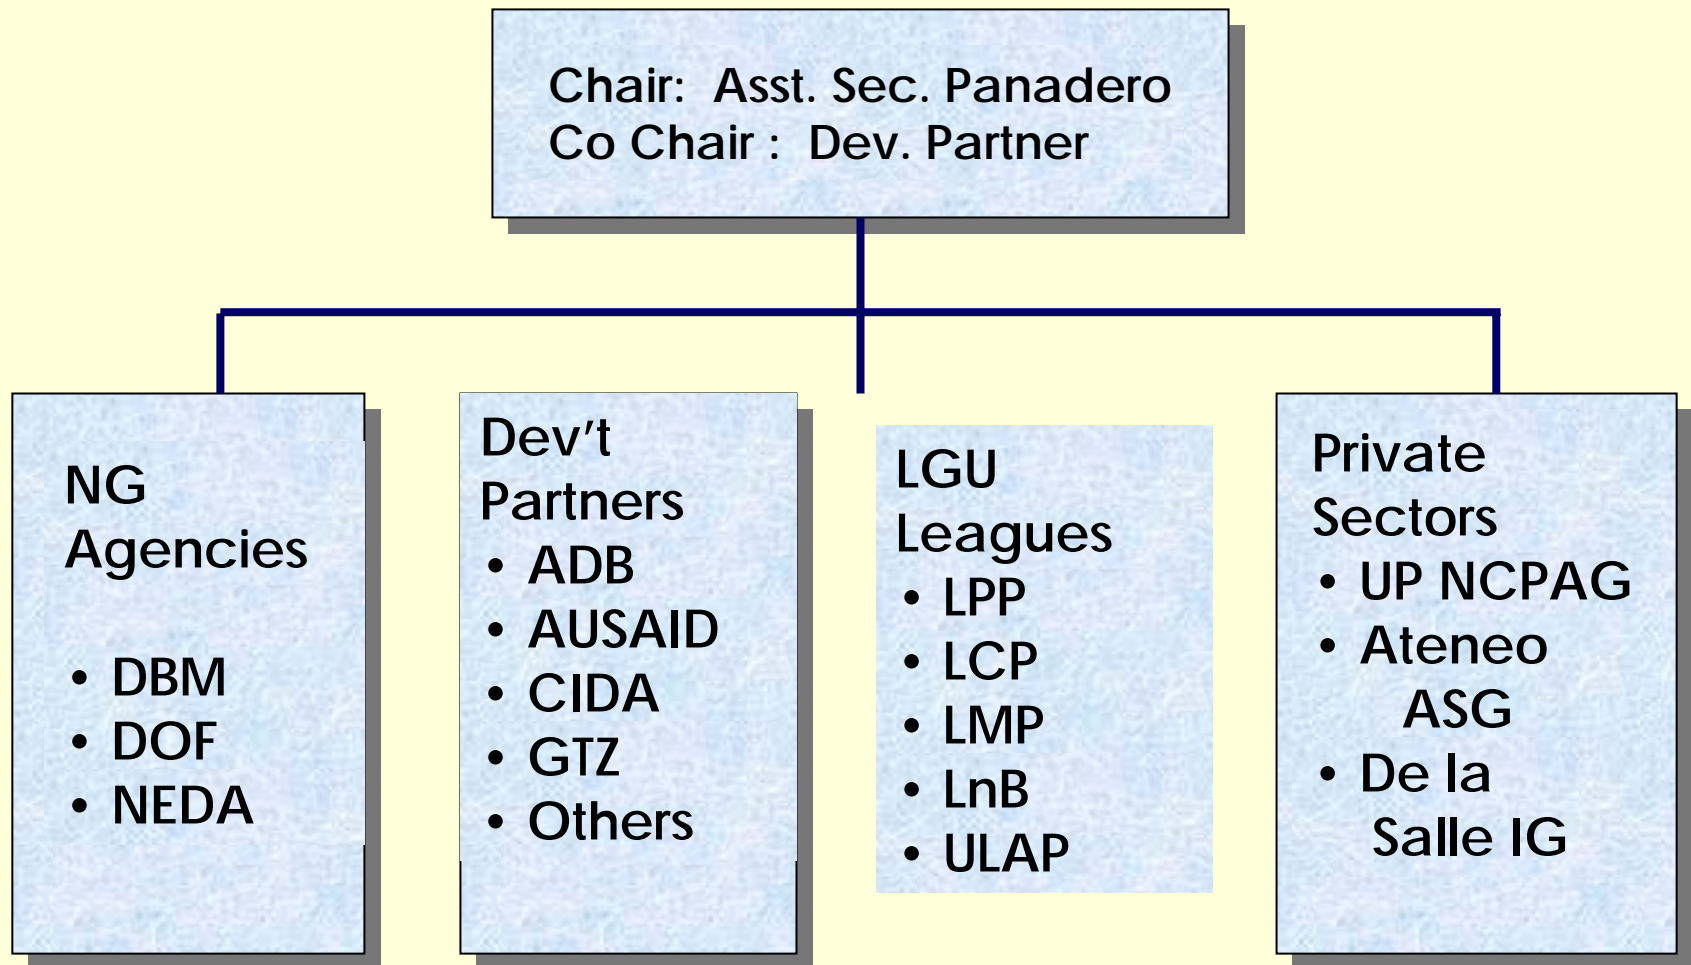 Chair: Asst. Sec. Panadero
Co Chair : Dev. Partner
NG
Agencies
• DBM
• DOF
• NEDA
Dev't
Partners
• ADB
• AUSAID
• CIDA
• GTZ
• Others
LGU
Leagues
• LPP
• LCP
• LMP
• LnB
• ULAP
Private
Sectors
• UP NCPAG
• Ateneo
ASG
• De la
Salle IG